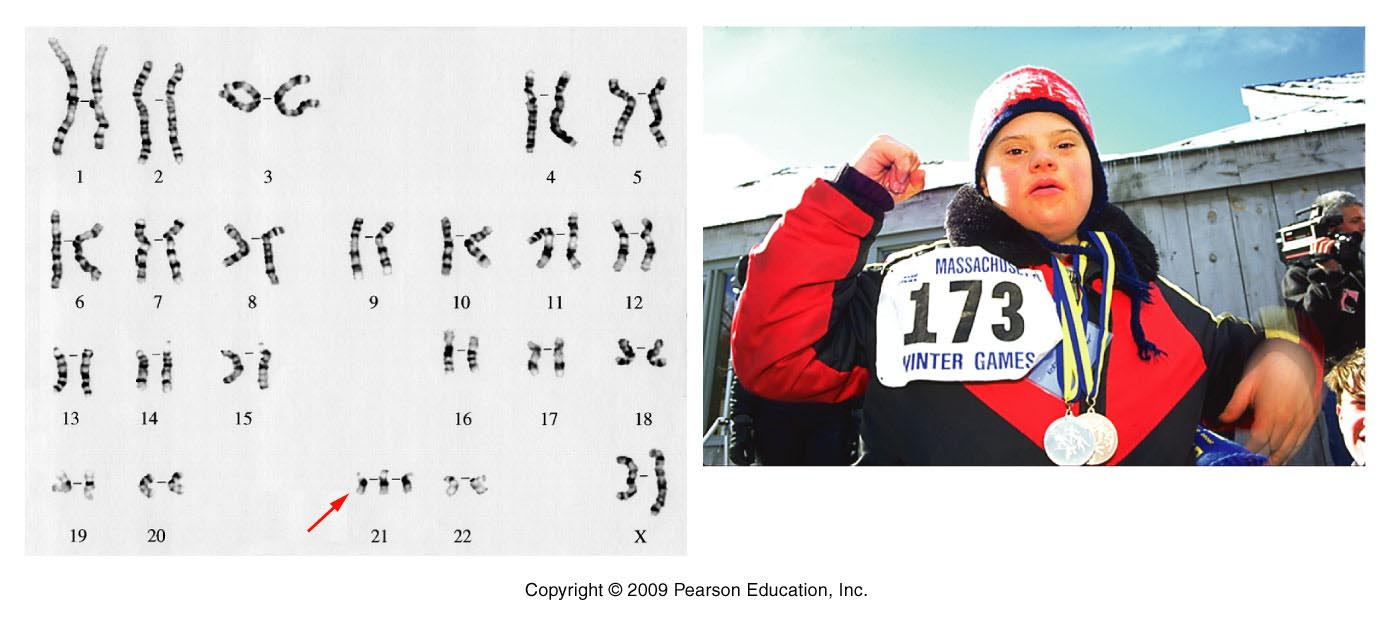 1 2 3 4 5
6 7 8 9 10 11 12
13 14 15 16 17 18
19 20 21 22 X
MASSACHUSE
173
WINTER GAMES
Copyright © 2009 Pearson Education, Inc.